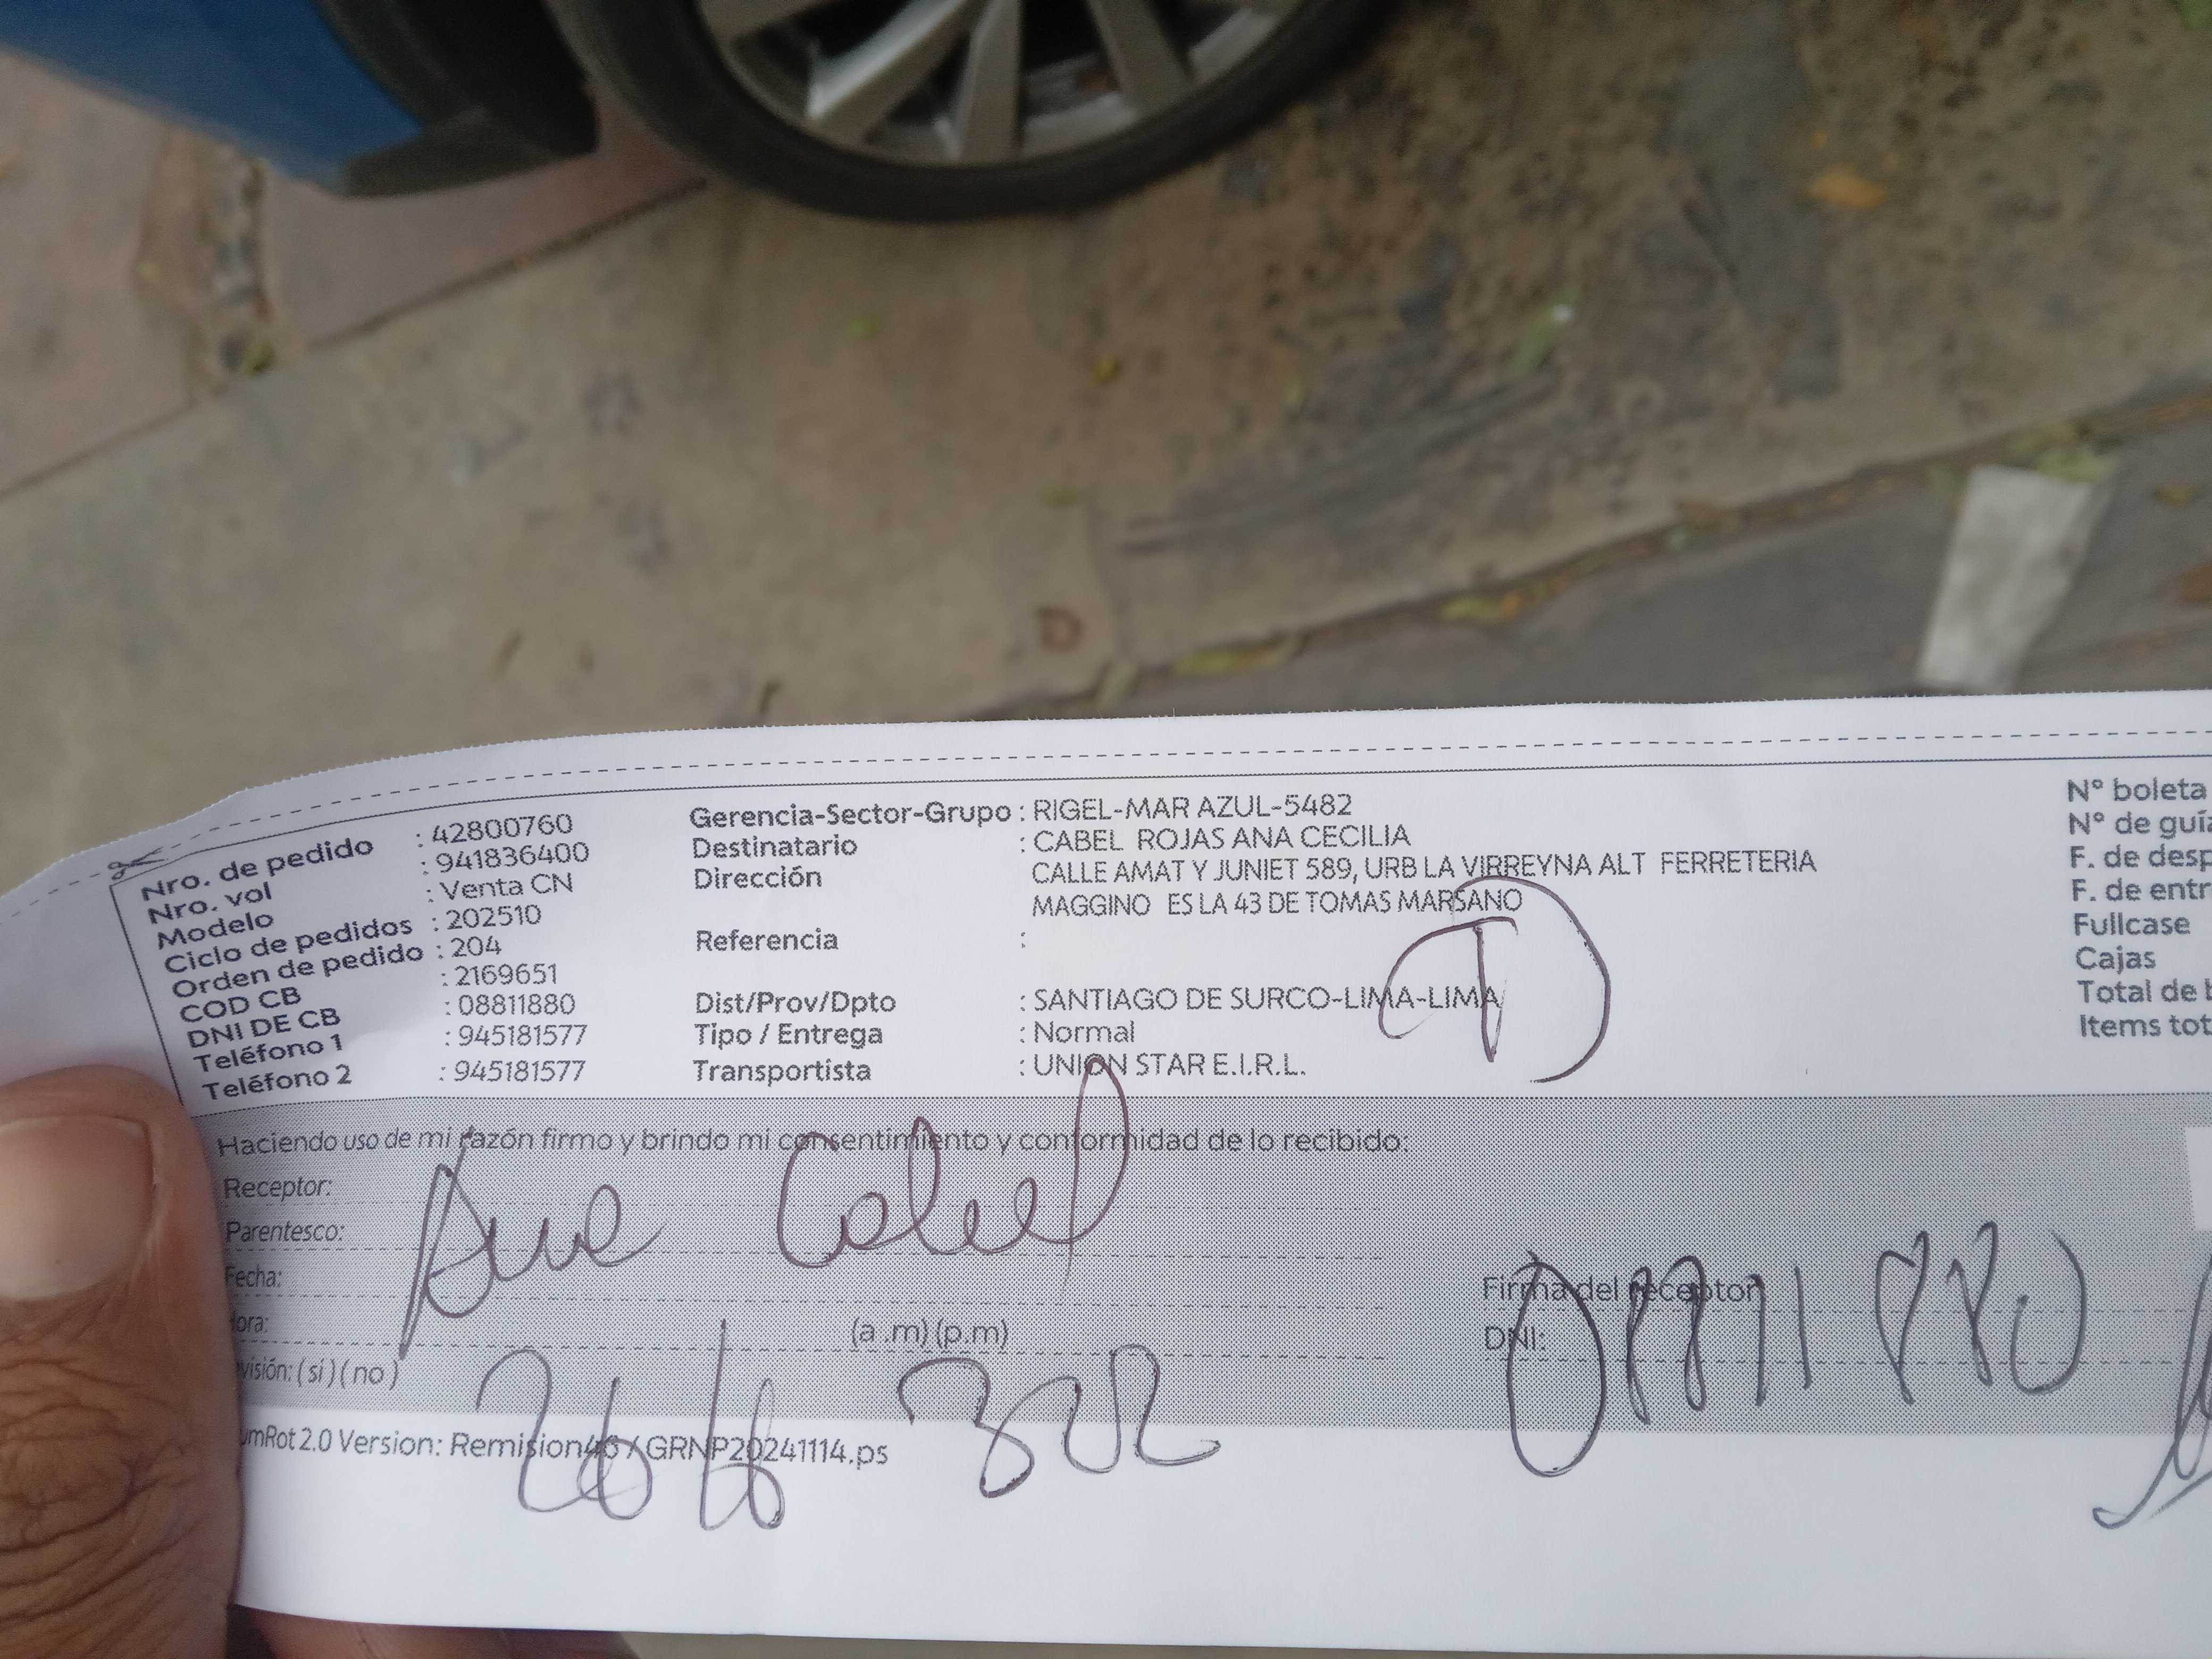 Nro. de pedido : 42800760
Nro. vol : 941836400
Modelo : Venta CN
Ciclo de pedidos : 202510
Orden de pedido : 204
COD CB : 2169651
DNI DE CB : 08811880
Teléfono 1 : 945181577
Teléfono 2 : 945181577
Gerencia-Sector-Grupo : RIGEL-MAR AZUL-5482
Destinatario : CABEL ROJAS ANA CECILIA
Dirección : CALLE AMAT Y JUNIET 589, URB LA VIRREYNA ALT FERRETERIA
MAGGINO ES LA 43 DE TOMAS MARSANO
Referencia :
Dist/Prov/Dpto : SANTIAGO DE SURCO-LIMA-LIMA
Tipo / Entrega : Normal
Transportista : UNION STAR E.I.R.L.
T
N° boleta
N° de guía
F. de desp
F. de entr
Fullcase
Cajas
Total de b
Items tot
Haciendo uso de mi razón firmo y brindo mi consentimiento y conformidad de lo recibido:
Receptor:
Parentesco:
Ana Cabel
Fecha:
Hora: (a .m) (p.m)
visión: ( sí ) ( no )
Firma del receptor
DNI: 08811880
umRot 2.0 Version: Remision46 / GRNP20241114.ps